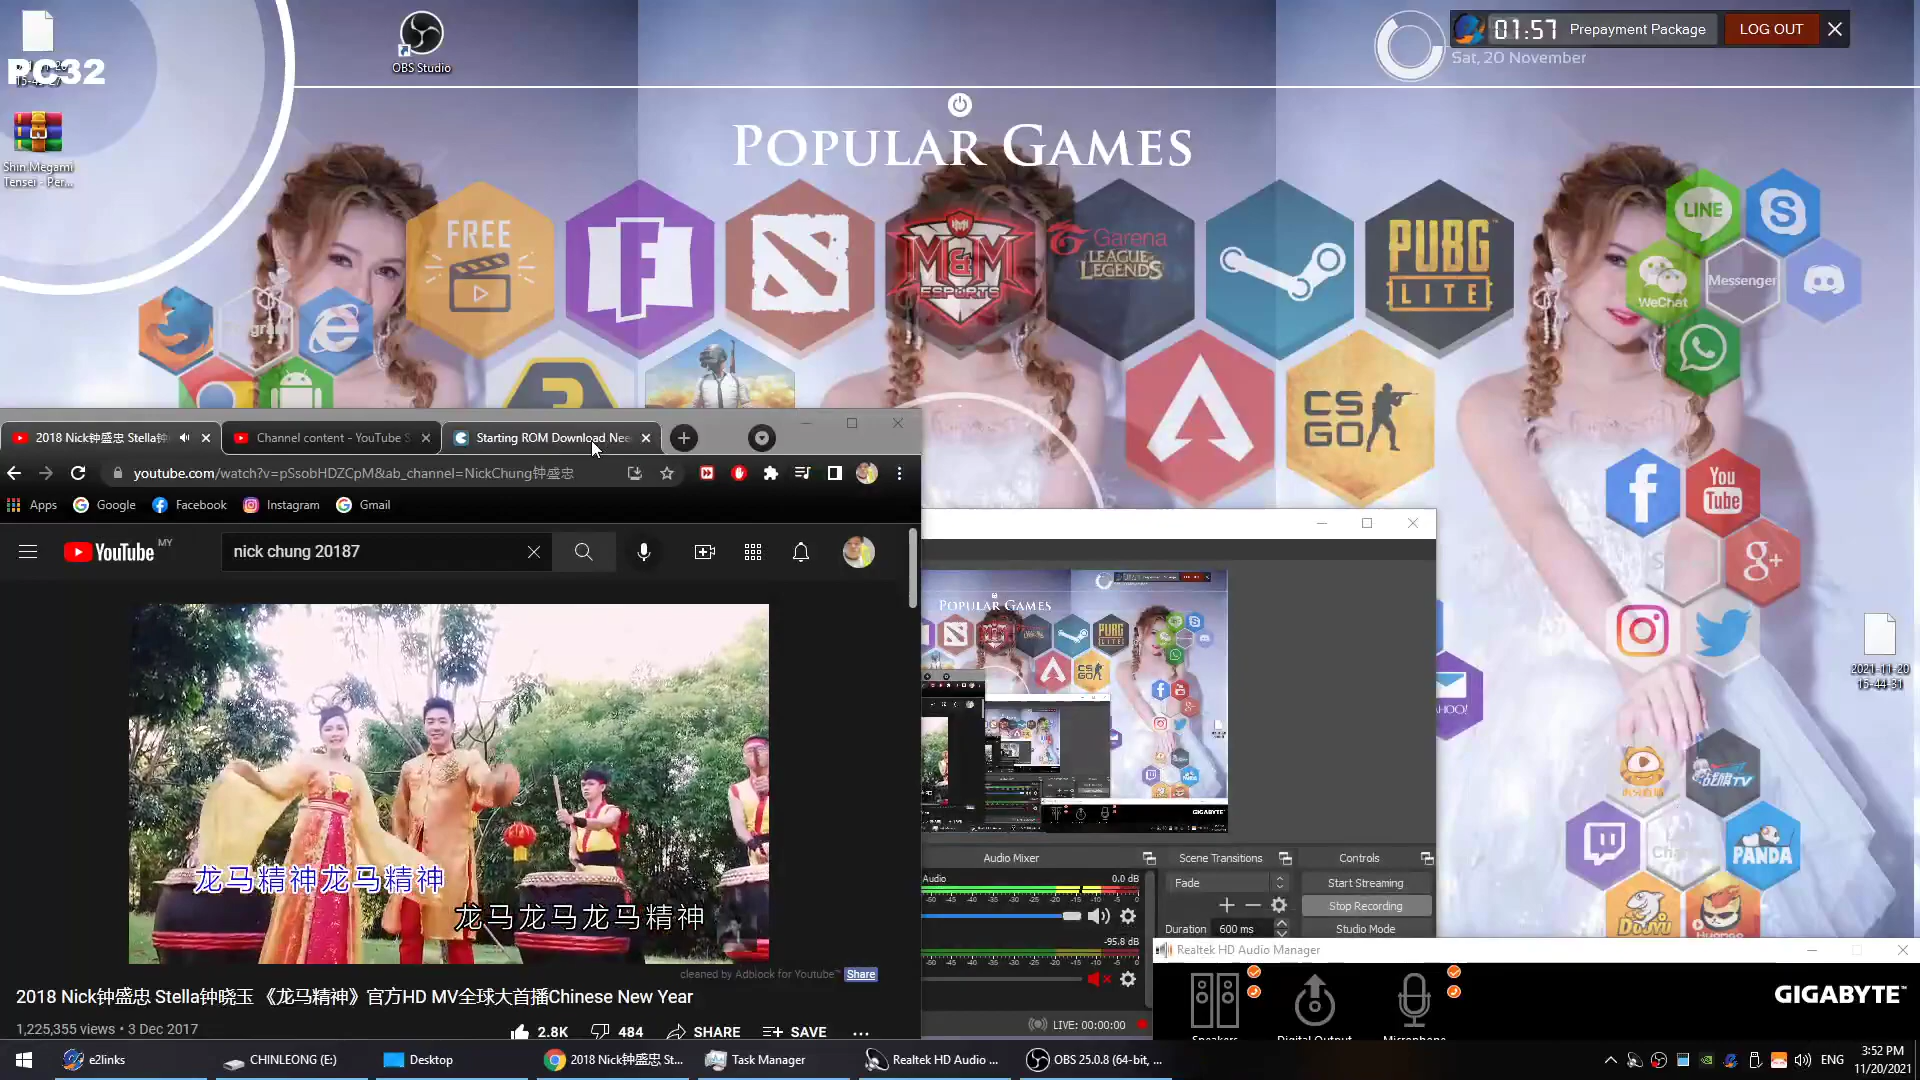 PC32
OBS Studio
01:57 Prepayment Package LOG OUT
Sat, 20 November
Shin Megami
Tensei - Per...
POPULAR GAMES
FREE
M&M
ESPORTS
Garena
LEAGUE
LEGENDS
PUBG
LITE
LINE
WeChat
Messenger
CS
GO
You
Tube
g+
2021-11-20
15-44-31
2018 Nick钟盛忠 Stella钟
Channel content - YouTube S
Starting ROM Download Nee
youtube.com/watch?v=pSsobHDZCpM&ab_channel=NickChung钟盛忠
Apps Google Facebook Instagram Gmail
YouTube MY
nick chung 20187
龙马精神龙马精神
龙马龙马龙马精神
cleaned by Adblock for Youtube™ Share
2018 Nick钟盛忠 Stella钟晓玉 《龙马精神》官方HD MV全球大首播Chinese New Year
1,225,355 views • 3 Dec 2017
2.8K 484 SHARE SAVE
POPULAR GAMES
Audio Mixer Scene Transitions Controls
Audio 0.0 dB
Fade
Start Streaming
Stop Recording
Duration 600 ms
Studio Mode
-95.8 dB
LIVE: 00:00:00
Realtek HD Audio Manager
GIGABYTE™
Speakers Digital Output Microphone
战旗TV
PANDA
e2links
CHINLEONG (E:)
Desktop
2018 Nick钟盛忠 St...
Task Manager
Realtek HD Audio ...
OBS 25.0.8 (64-bit, ...
ENG
3:52 PM
11/20/2021